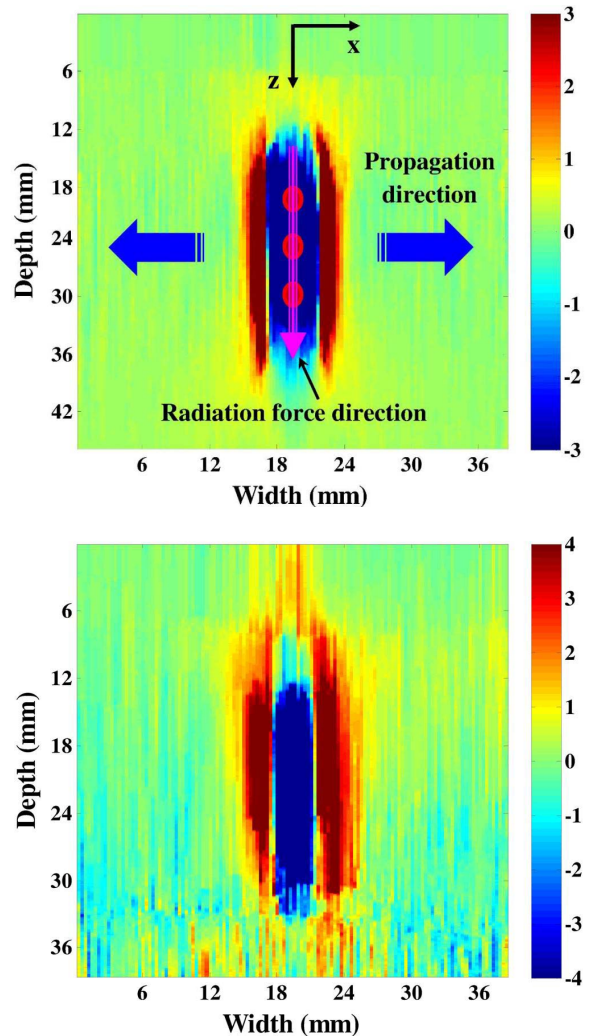 x
z
Propagation
direction
Radiation force direction
Depth (mm)
6
12
18
24
30
36
42
6 12 18 24 30 36
Width (mm)
3
2
1
0
-1
-2
-3
Depth (mm)
6
12
18
24
30
36
6 12 18 24 30 36
Width (mm)
4
3
2
1
0
-1
-2
-3
-4